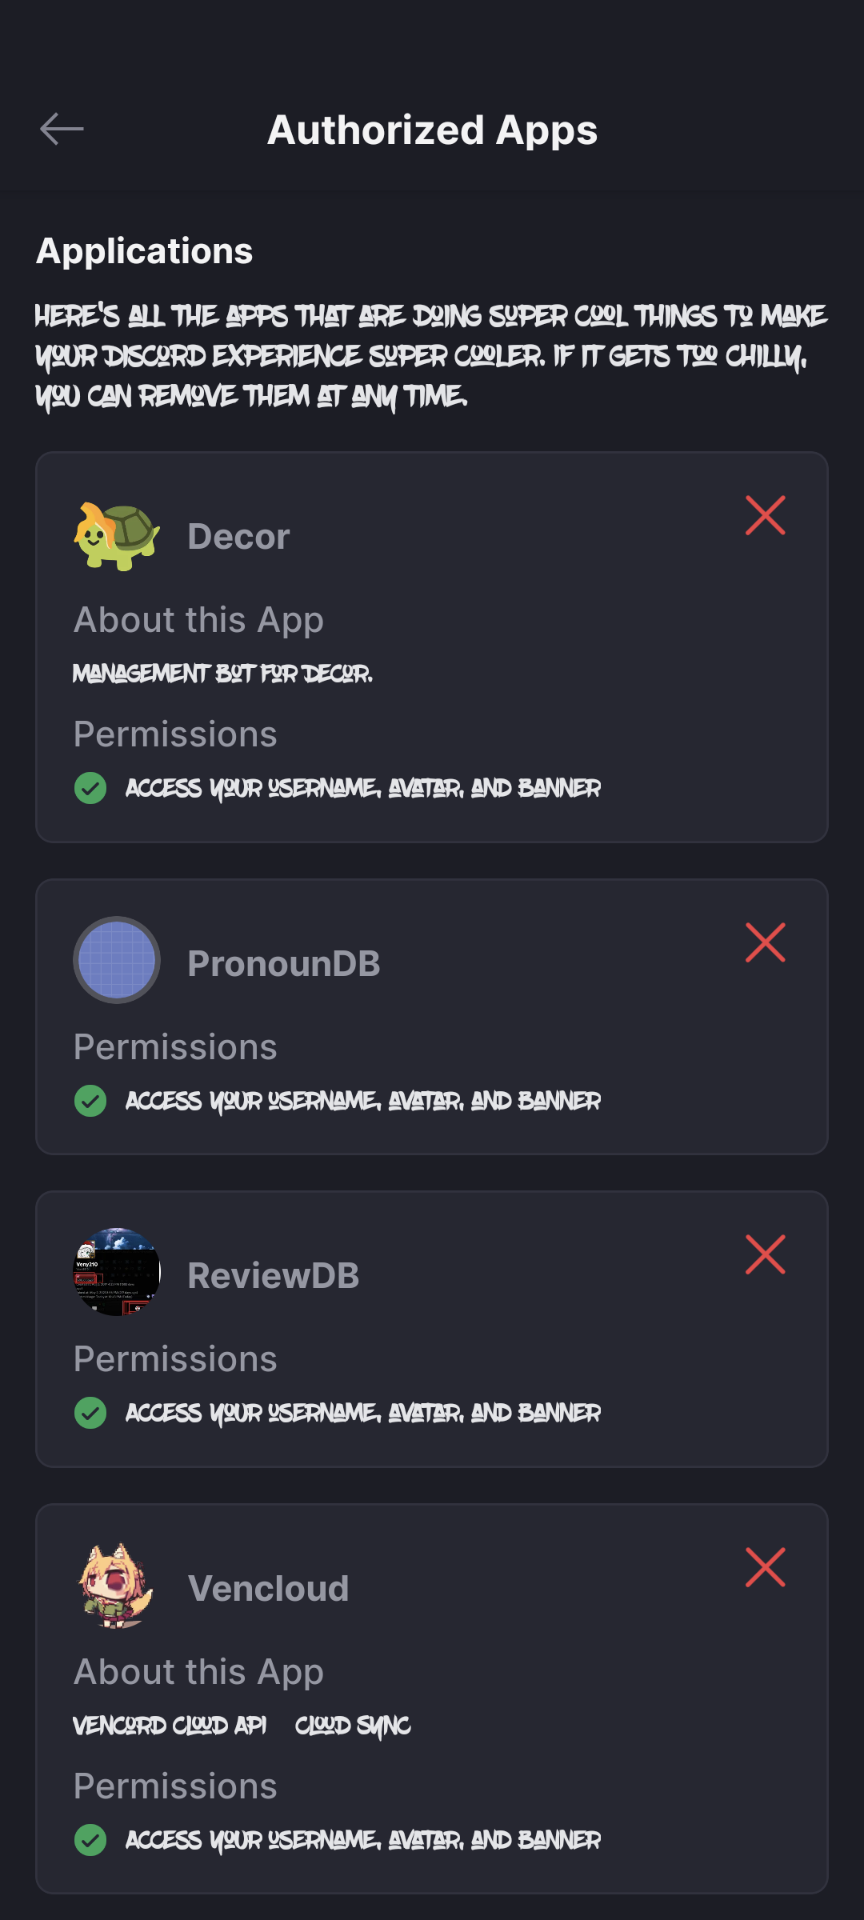 Authorized Apps
Applications
HERE'S ALL THE APPS THAT ARE DOING SUPER COOL THINGS TO MAKE
YOUR DISCORD EXPERIENCE SUPER COOLER. IF IT GETS TOO CHILLY,
YOU CAN REMOVE THEM AT ANY TIME.
Decor
About this App
MANAGEMENT BOT FOR DECOR.
Permissions
ACCESS YOUR USERNAME, AVATAR, AND BANNER
PronounDB
Permissions
ACCESS YOUR USERNAME, AVATAR, AND BANNER
ReviewDB
Permissions
ACCESS YOUR USERNAME, AVATAR, AND BANNER
Vencloud
About this App
VENCORD CLOUD API CLOUD SYNC
Permissions
ACCESS YOUR USERNAME, AVATAR, AND BANNER